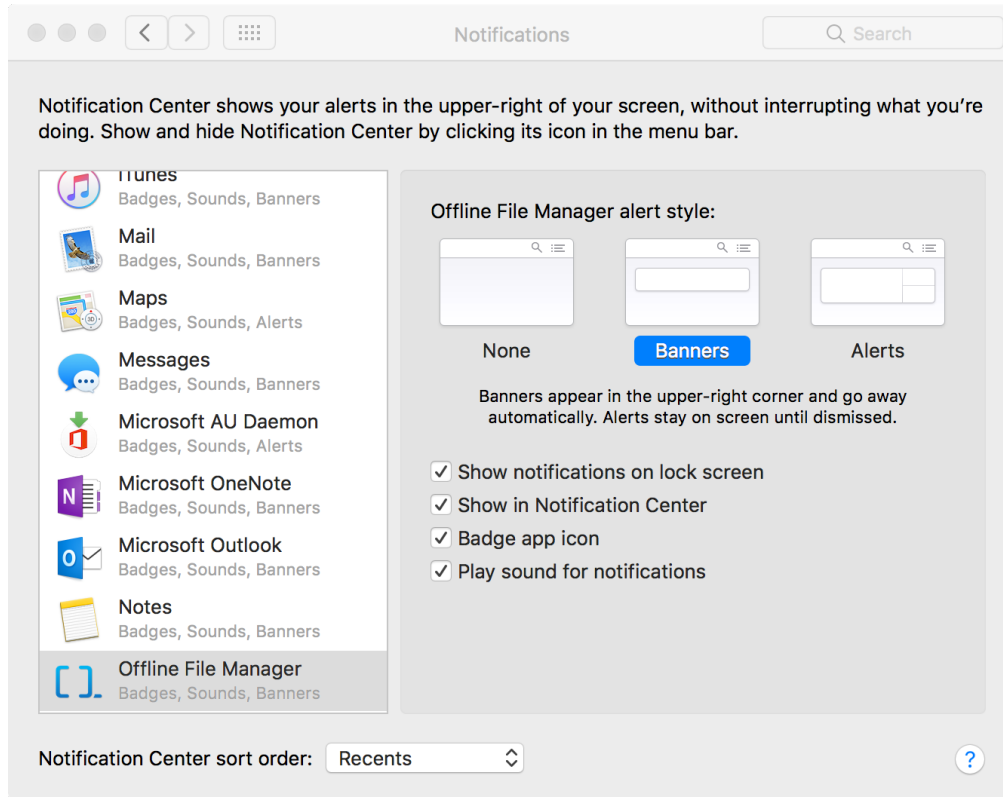 Notifications
Search
Notification Center shows your alerts in the upper-right of your screen, without interrupting what you're
doing. Show and hide Notification Center by clicking its icon in the menu bar.
iTunes
Badges, Sounds, Banners
Mail
Badges, Sounds, Banners
Maps
Badges, Sounds, Alerts
Messages
Badges, Sounds, Banners
Microsoft AU Daemon
Badges, Sounds, Alerts
Microsoft OneNote
Badges, Sounds, Banners
Microsoft Outlook
Badges, Sounds, Banners
Notes
Badges, Sounds, Banners
Offline File Manager
Badges, Sounds, Banners
Offline File Manager alert style:
None
Banners
Alerts
Banners appear in the upper-right corner and go away
automatically. Alerts stay on screen until dismissed.
Show notifications on lock screen
Show in Notification Center
Badge app icon
Play sound for notifications
Notification Center sort order: Recents
?